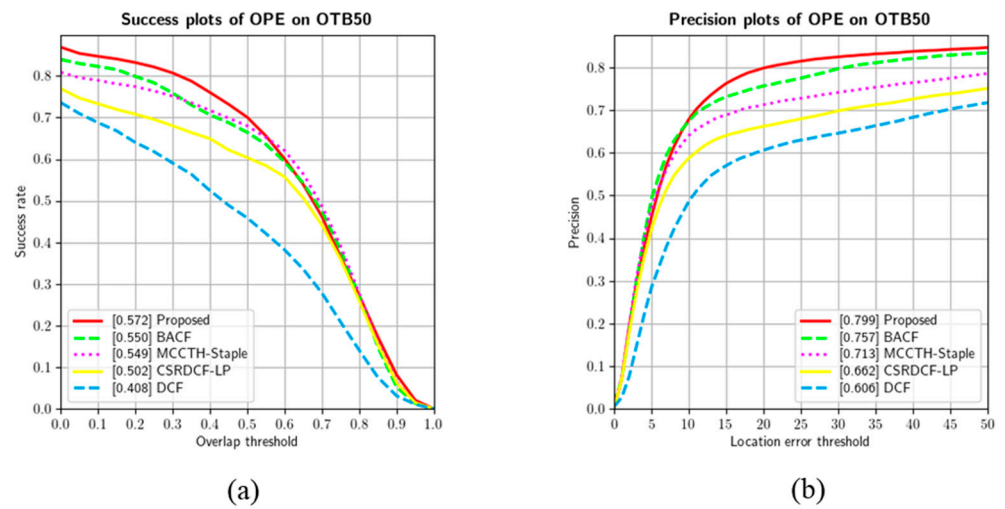 Success plots of OPE on OTB50
Success rate
0.8
0.7
0.6
0.5
0.4
0.3
0.2
0.1
0.0
[0.572] Proposed
[0.550] BACF
[0.549] MCCTH-Staple
[0.502] CSRDCF-LP
[0.408] DCF
0.0 0.1 0.2 0.3 0.4 0.5 0.6 0.7 0.8 0.9 1.0
Overlap threshold
(a)
Precision plots of OPE on OTB50
Precision
0.8
0.7
0.6
0.5
0.4
0.3
0.2
0.1
0.0
[0.799] Proposed
[0.757] BACF
[0.713] MCCTH-Staple
[0.662] CSRDCF-LP
[0.606] DCF
0 5 10 15 20 25 30 35 40 45 50
Location error threshold
(b)